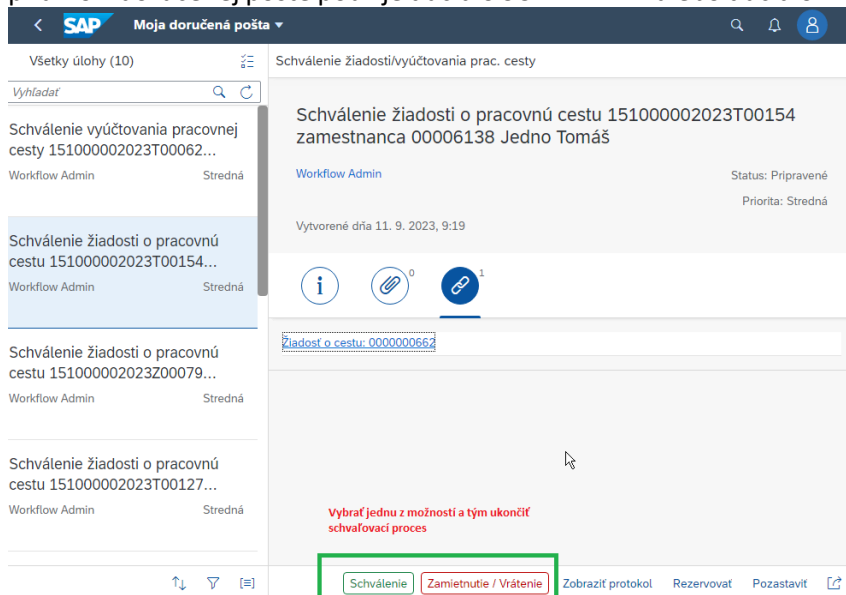 SAP Moja doručená pošta
Všetky úlohy (10)
Vyhľadať
Schválenie vyúčtovania pracovnej
cesty 151000002023T00062...
Workflow Admin Stredná
Schválenie žiadosti o pracovnú
cestu 151000002023T00154...
Workflow Admin Stredná
Schválenie žiadosti o pracovnú
cestu 151000002023Z00079...
Workflow Admin Stredná
Schválenie žiadosti o pracovnú
cestu 151000002023T00127...
Workflow Admin Stredná
Schválenie žiadosti/vyúčtovania prac. cesty
Schválenie žiadosti o pracovnú cestu 151000002023T00154
zamestnanca 00006138 Jedno Tomáš
Workflow Admin
Status: Pripravené
Priorita: Stredná
Vytvorené dňa 11. 9. 2023, 9:19
0 1
Žiadosť o cestu: 0000000662
Vybrať jednu z možností a tým ukončiť
schvaľovací proces
Schválenie Zamietnutie / Vrátenie Zobraziť protokol Rezervovať Pozastaviť